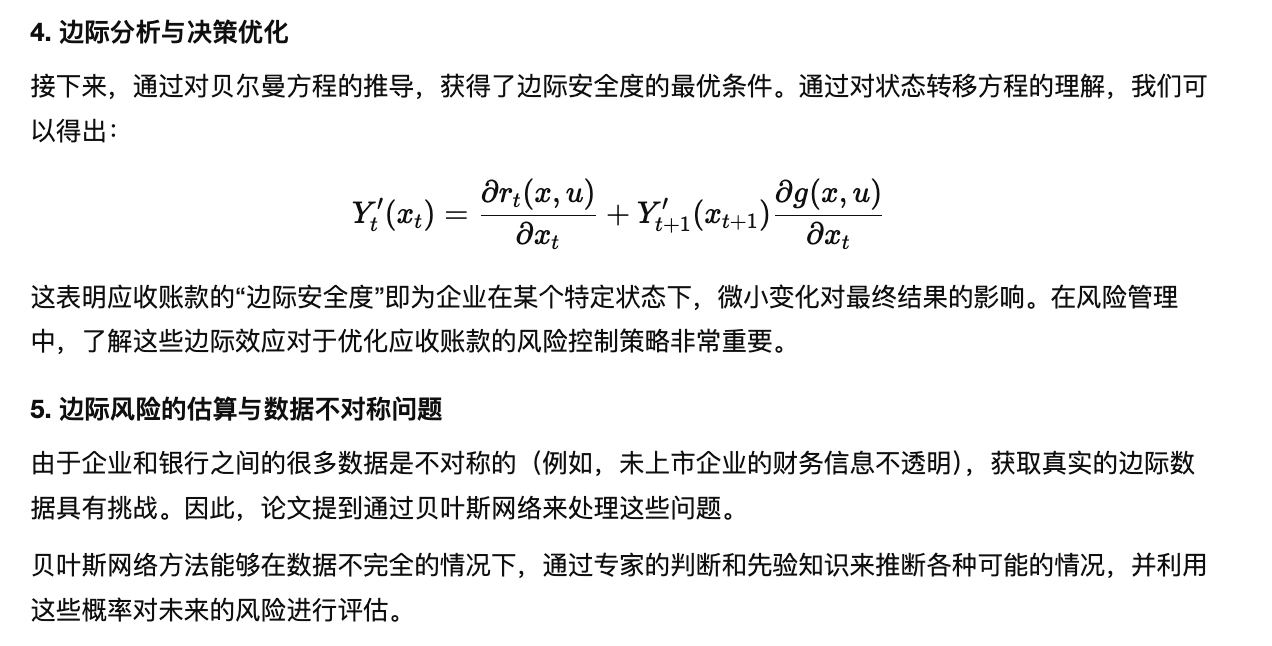 4. 边际分析与决策优化
接下来，通过对贝尔曼方程的推导，获得了边际安全度的最优条件。通过对状态转移方程的理解，我们可
以得出：
$Y_t'(x_t) = \frac{\partial r_t(x, u)}{\partial x_t} + Y_{t+1}'(x_{t+1}) \frac{\partial g(x, u)}{\partial x_t}$
这表明应收账款的“边际安全度”即为企业在某个特定状态下，微小变化对最终结果的影响。在风险管理
中，了解这些边际效应对于优化应收账款的风险控制策略非常重要。
5. 边际风险的估算与数据不对称问题
由于企业和银行之间的很多数据是不对称的（例如，未上市企业的财务信息不透明），获取真实的边际数
据具有挑战。因此，论文提到通过贝叶斯网络来处理这些问题。
贝叶斯网络方法能够在数据不完全的情况下，通过专家的判断和先验知识来推断各种可能的情况，并利用
这些概率对未来的风险进行评估。